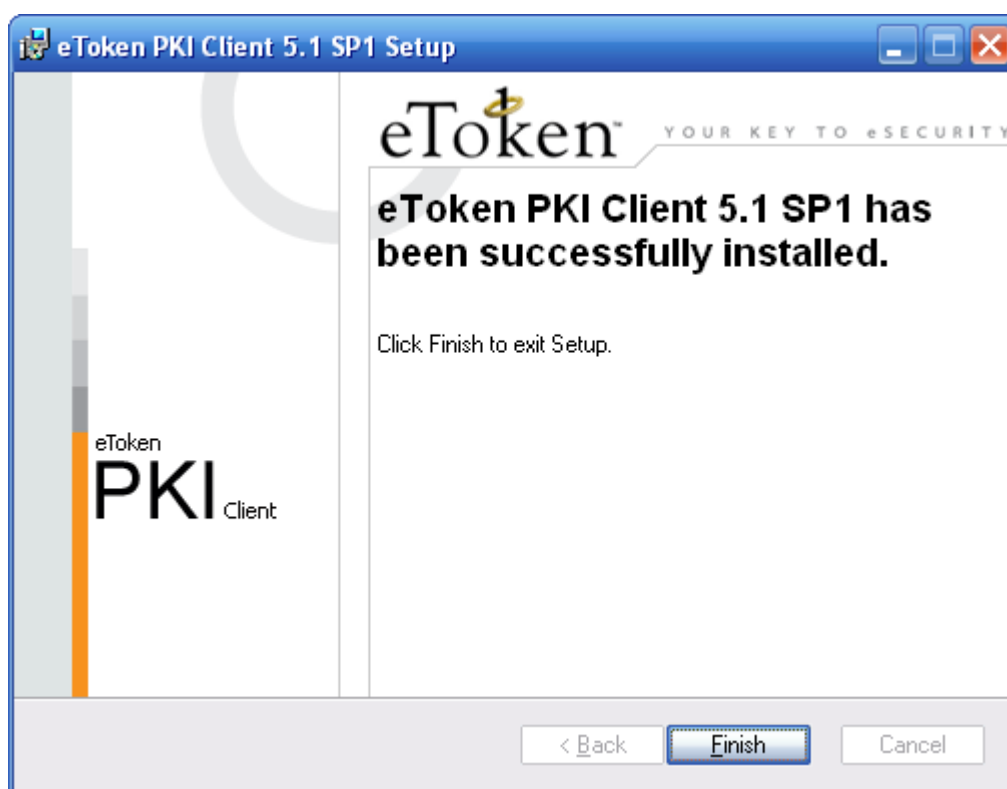 eToken PKI Client 5.1 SP1 Setup
eToken™ YOUR KEY TO eSECURITY
eToken PKI Client 5.1 SP1 has
been successfully installed.
Click Finish to exit Setup.
eToken
PKI Client
< Back Finish Cancel